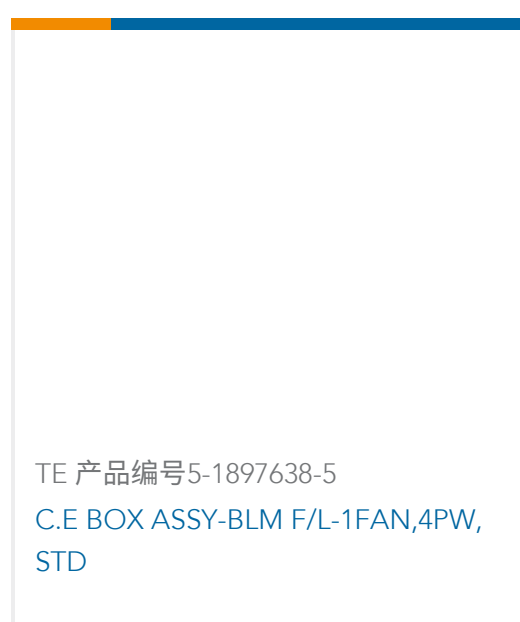 TE 产品编号5-1897638-5
C.E BOX ASSY-BLM F/L-1FAN,4PW,
STD